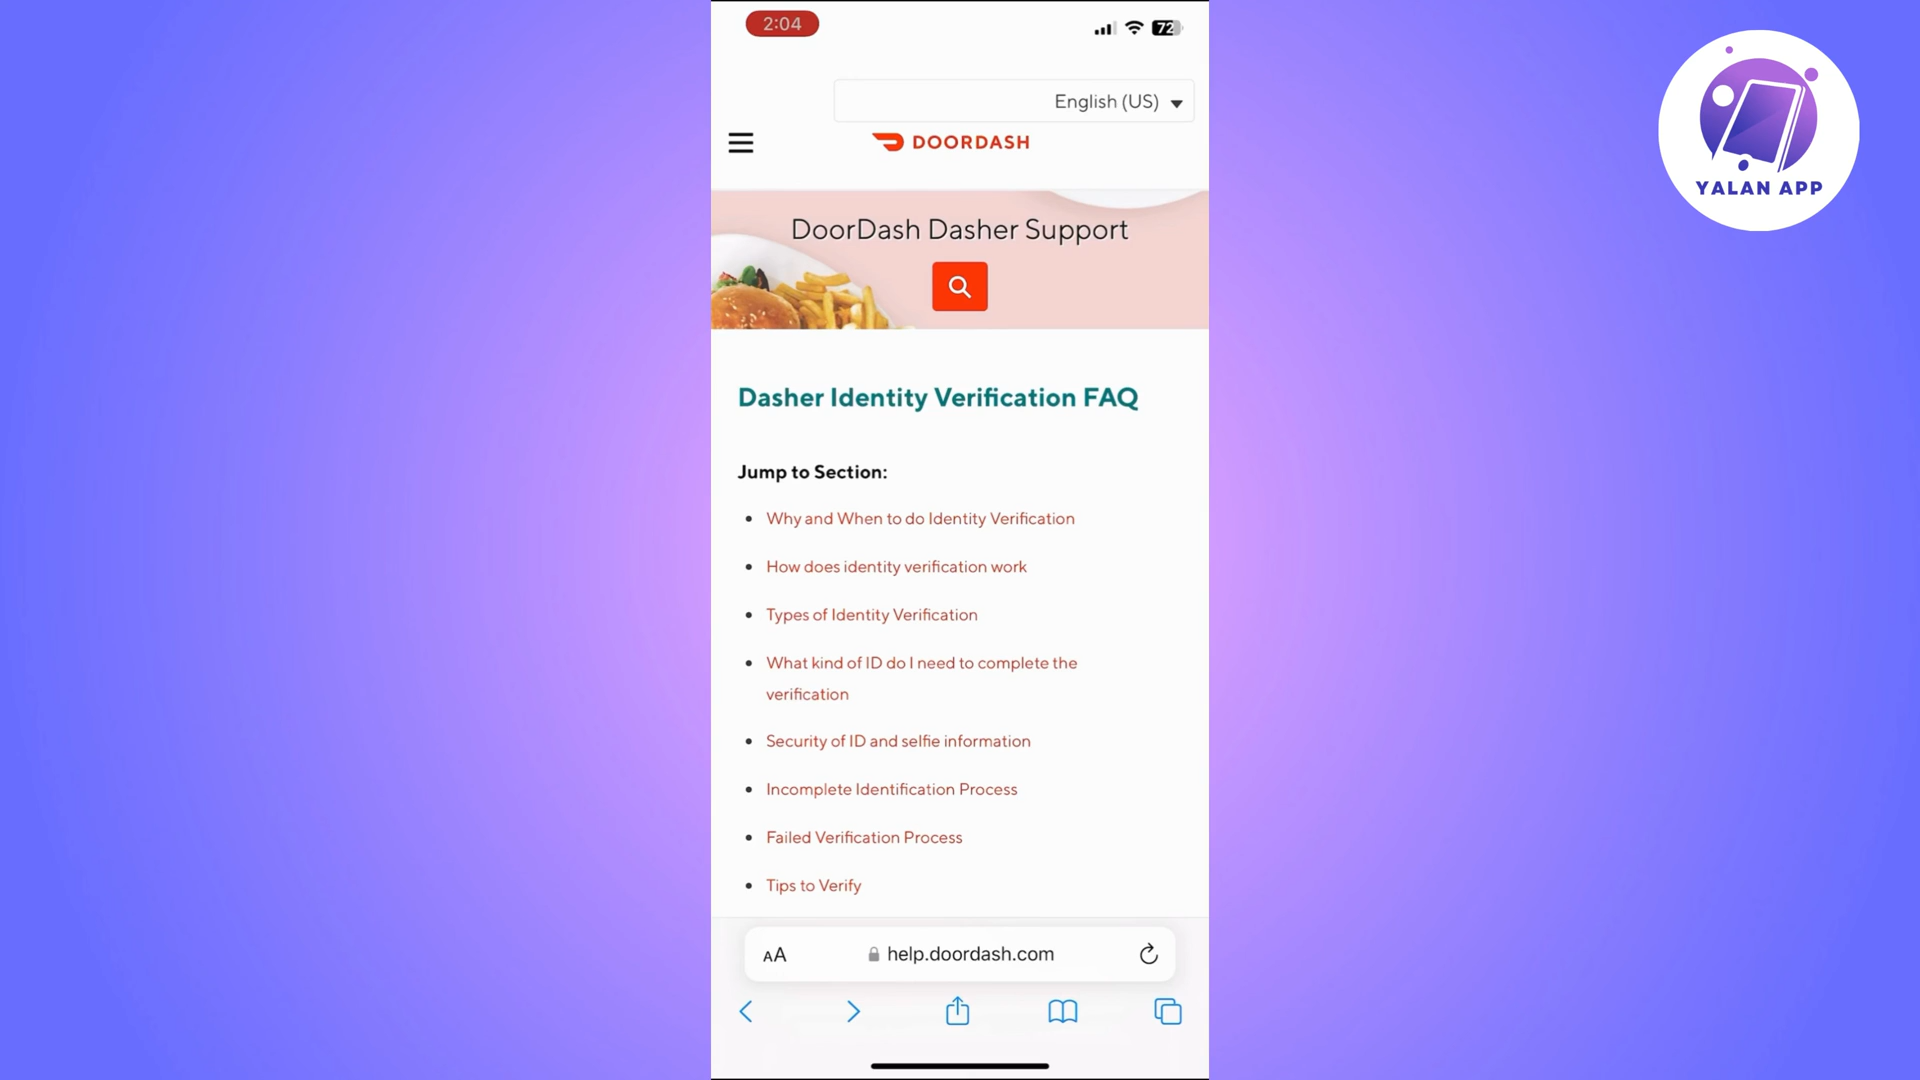 2:04
72
English (US)
DOORDASH
YALAN APP
DoorDash Dasher Support
Dasher Identity Verification FAQ
Jump to Section:
Why and When to do Identity Verification
How does identity verification work
Types of Identity Verification
What kind of ID do I need to complete the
verification
Security of ID and selfie information
Incomplete Identification Process
Failed Verification Process
Tips to Verify
AA help.doordash.com